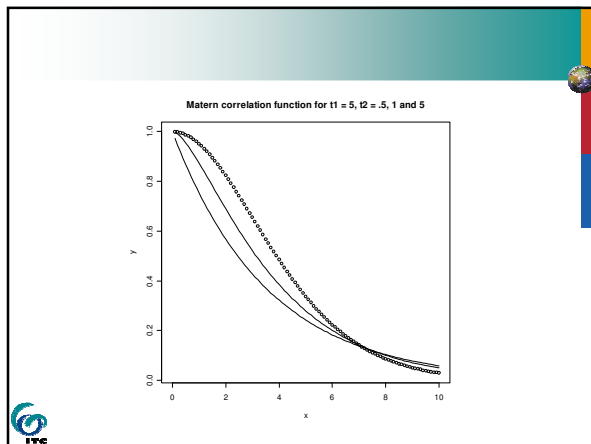 Matern correlation function for t1 = 5, t2 = .5, 1 and 5
1.0
0.8
0.6
0.4
0.2
0.0
y
0 2 4 6 8 10
x
ITC